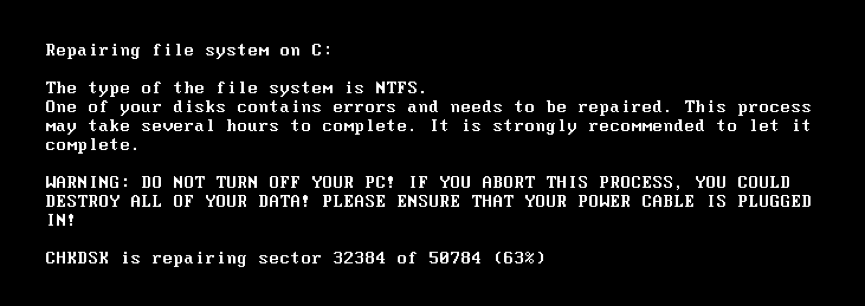 Repairing file system on C:
The type of the file system is NTFS.
One of your disks contains errors and needs to be repaired. This process
may take several hours to complete. It is strongly recommended to let it
complete.
WARNING: DO NOT TURN OFF YOUR PC! IF YOU ABORT THIS PROCESS, YOU COULD
DESTROY ALL OF YOUR DATA! PLEASE ENSURE THAT YOUR POWER CABLE IS PLUGGED
IN!
CHKDSK is repairing sector 32384 of 50784 (63%)